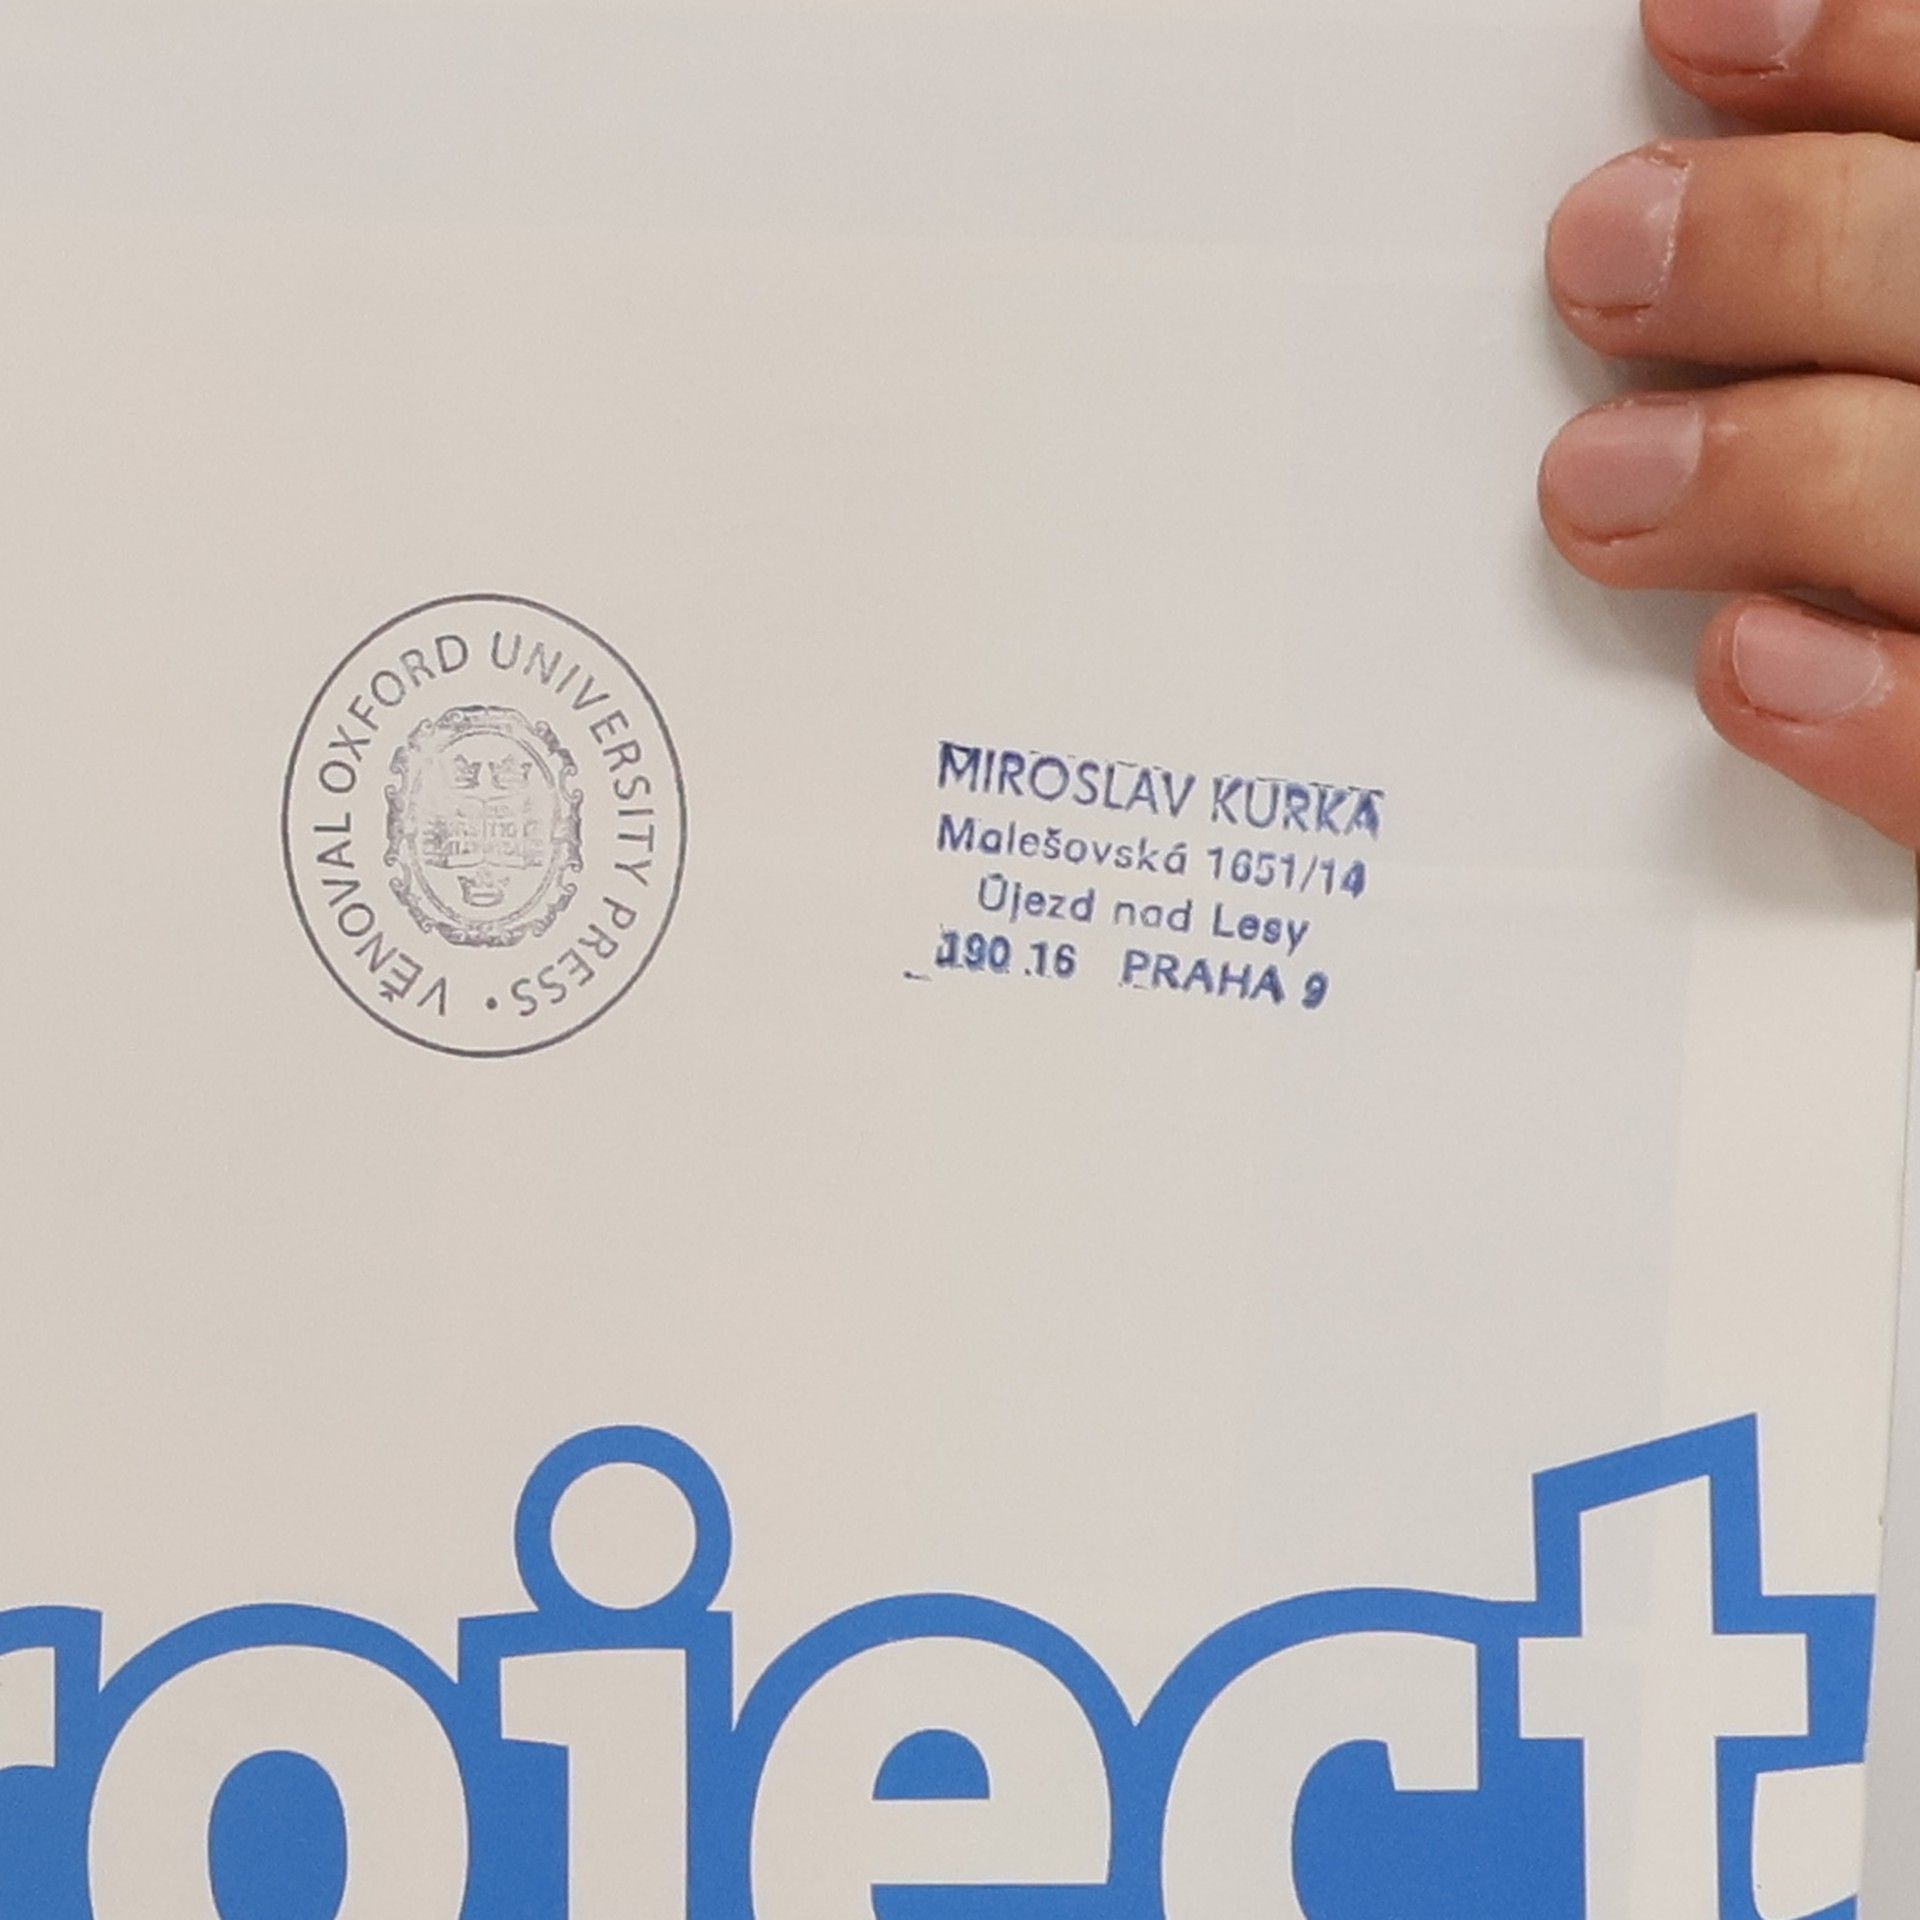 VĚNOVAL OXFORD UNIVERSITY PRESS •
MIROSLAV KURKA
Malešovská 1651/14
Újezd nad Lesy
190 16 PRAHA 9
roject